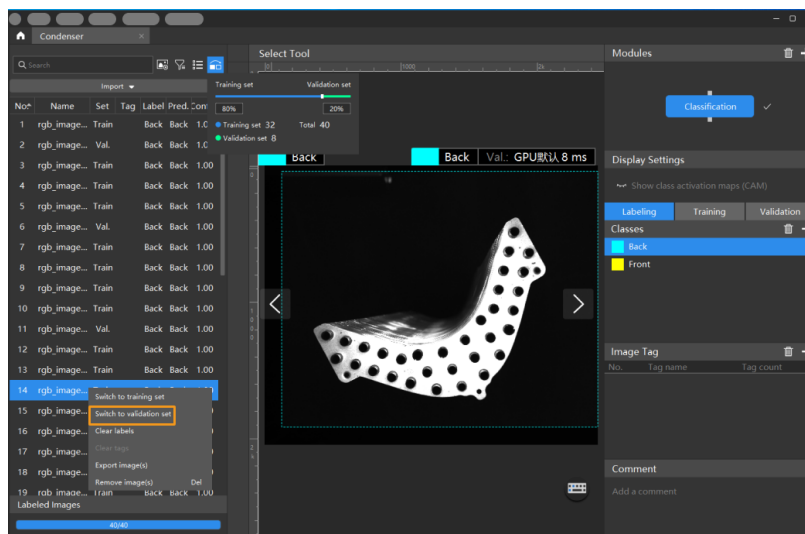 Condenser ×
Search
Import
No. Name Set Tag Label Pred. Conf
1 rgb_image... Train Back Back 1.0
2 rgb_image... Val. Back Back 1.0
3 rgb_image... Train Back Back 1.00
4 rgb_image... Train Back Back 1.00
5 rgb_image... Train Back Back 1.00
6 rgb_image... Val. Back Back 1.00
7 rgb_image... Train Back Back 1.00
8 rgb_image... Train Back Back 1.00
9 rgb_image... Train Back Back 1.00
10 rgb_image... Train Back Back 1.00
11 rgb_image... Val. Back Back 1.00
12 rgb_image... Train Back Back 1.00
13 rgb_image... Train Back Back 1.00
14 rgb_image...
15 rgb_image...
16 rgb_image...
17 rgb_image...
18 rgb_image...
19 rgb_image... Train Back Back 1.00
Switch to training set
Switch to validation set
Clear labels
Clear tags
Export image(s)
Remove image(s) Del
Labeled Images
40/40
Select Tool
0 1000 2k
Training set Validation set
80% 20%
Training set 32 Total 40
Validation set 8
Back
Back Val.: GPU默认 8 ms
Modules
Classification
Display Settings
Show class activation maps (CAM)
Labeling Training Validation
Classes
Back
Front
Image Tag
No. Tag name Tag count
Comment
Add a comment